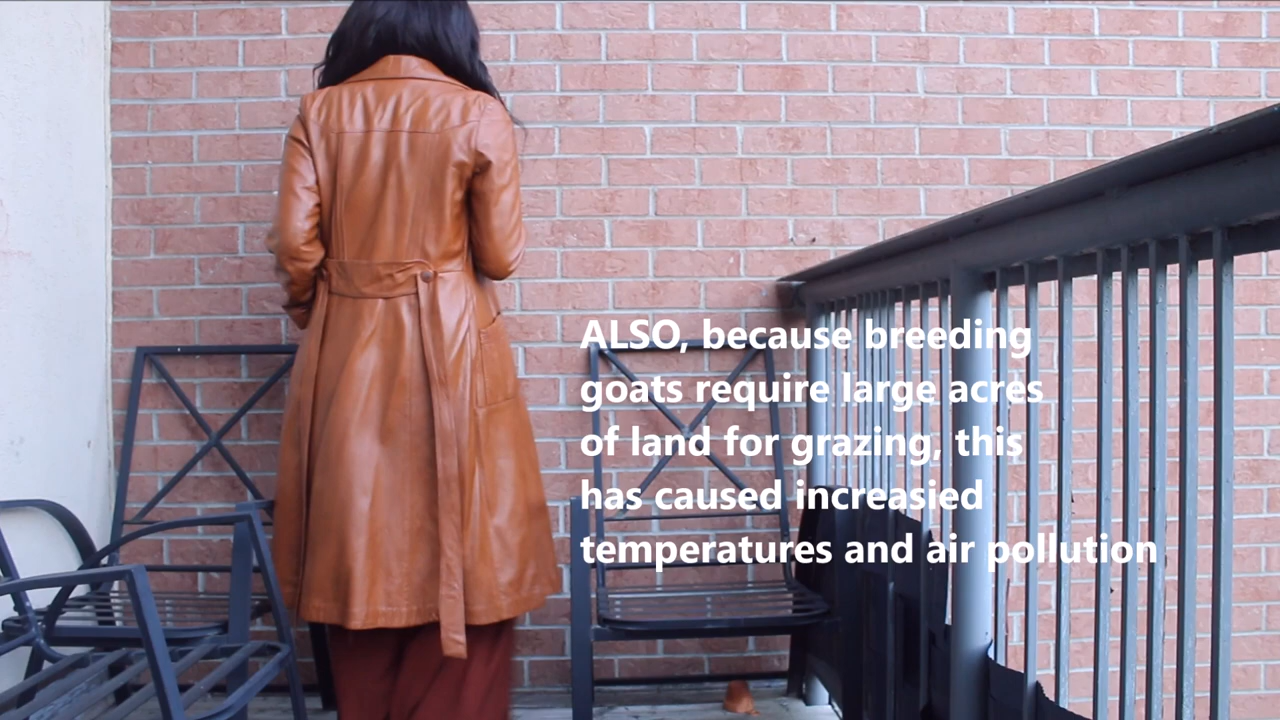 ALSO, because breeding
goats require large acres
of land for grazing, this
has caused increasied
temperatures and air pollution